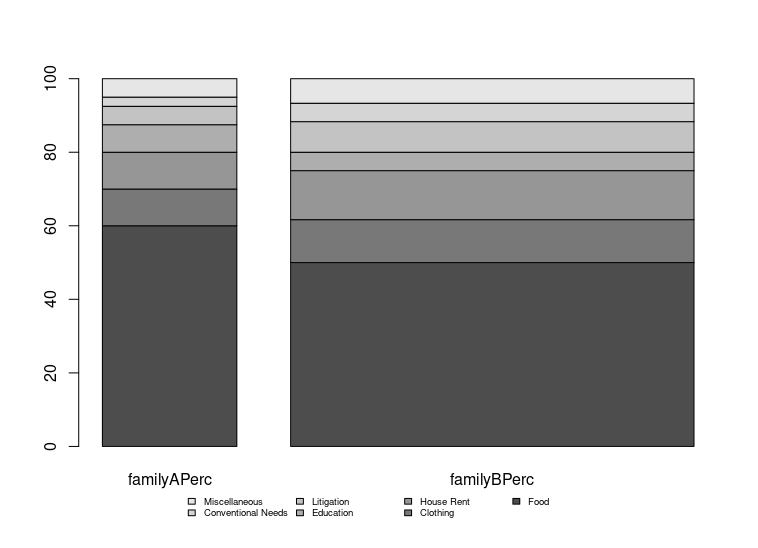 100
80
60
40
20
0
familyAPerc familyBPerc
Miscellaneous Litigation House Rent Food
Conventional Needs Education Clothing